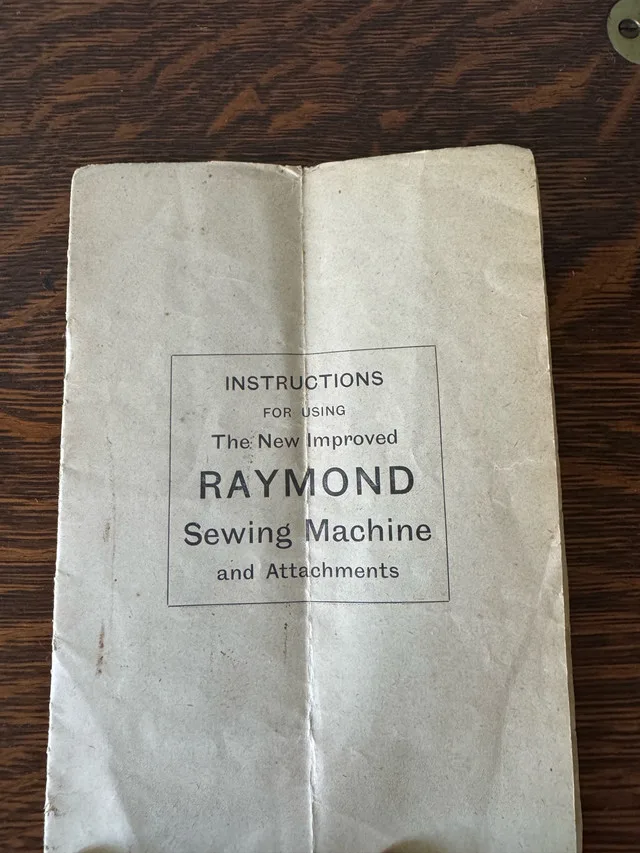 INSTRUCTIONS
FOR USING
The New Improved
RAYMOND
Sewing Machine
and Attachments